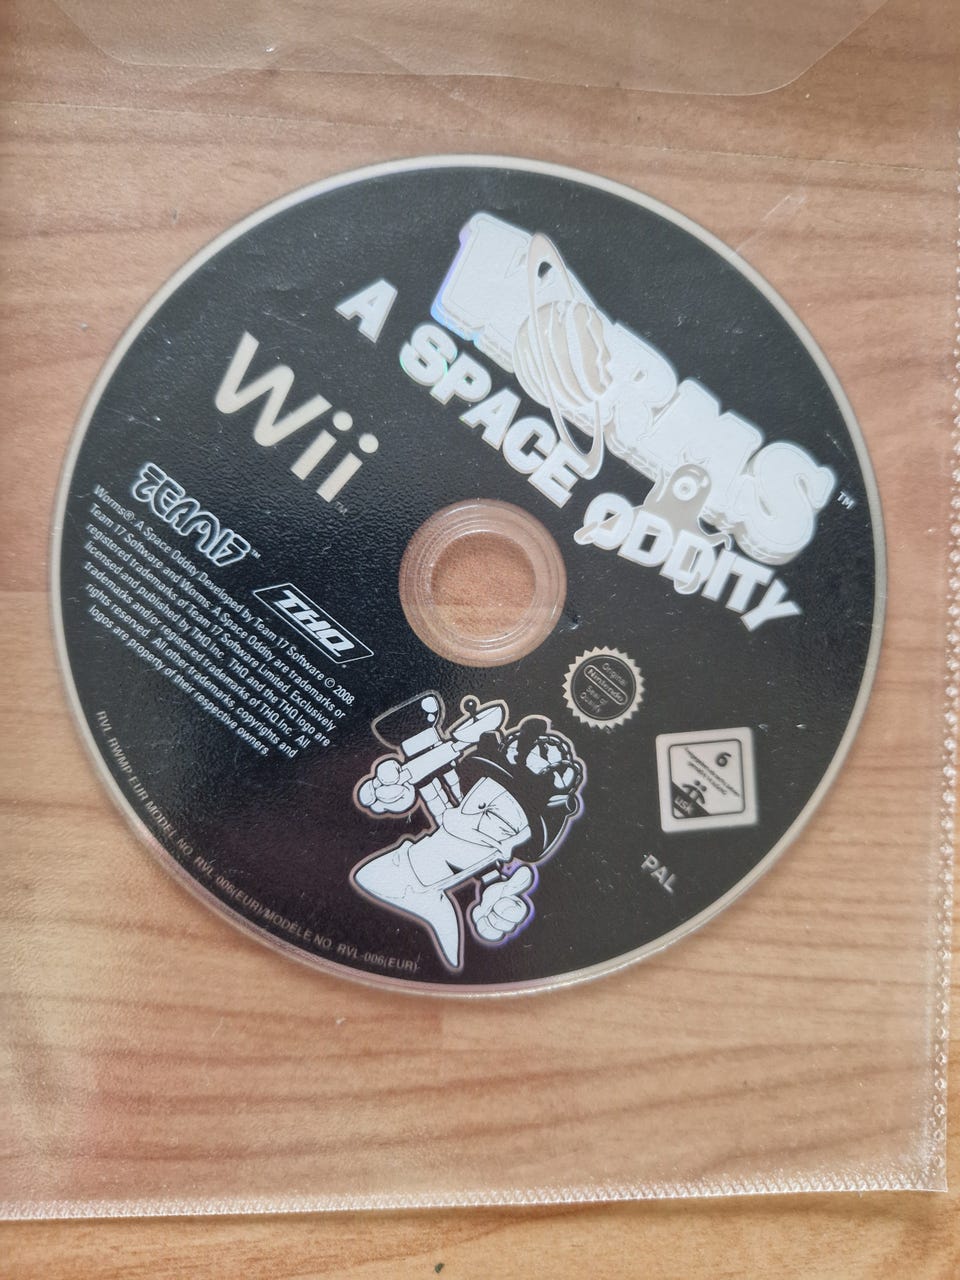 WORMS™
A SPACE ODDITY
Wii™
TEAM17™
Worms®: A Space Oddity Developed by Team 17 Software © 2008.
Team 17 Software and Worms: A Space Oddity are trademarks or
registered trademarks of Team 17 Software Limited. Exclusively
licensed and published by THQ Inc. THQ and the THQ logo are
trademarks and/or registered trademarks of THQ Inc. All
rights reserved. All other trademarks, copyrights and
logos are property of their respective owners
THQ
Original
Nintendo
Seal of
Quality
6
USK
PAL
RVL RWMP EUR MODEL NO. RVL-006(EUR)/MODÈLE NO. RVL-006(EUR)